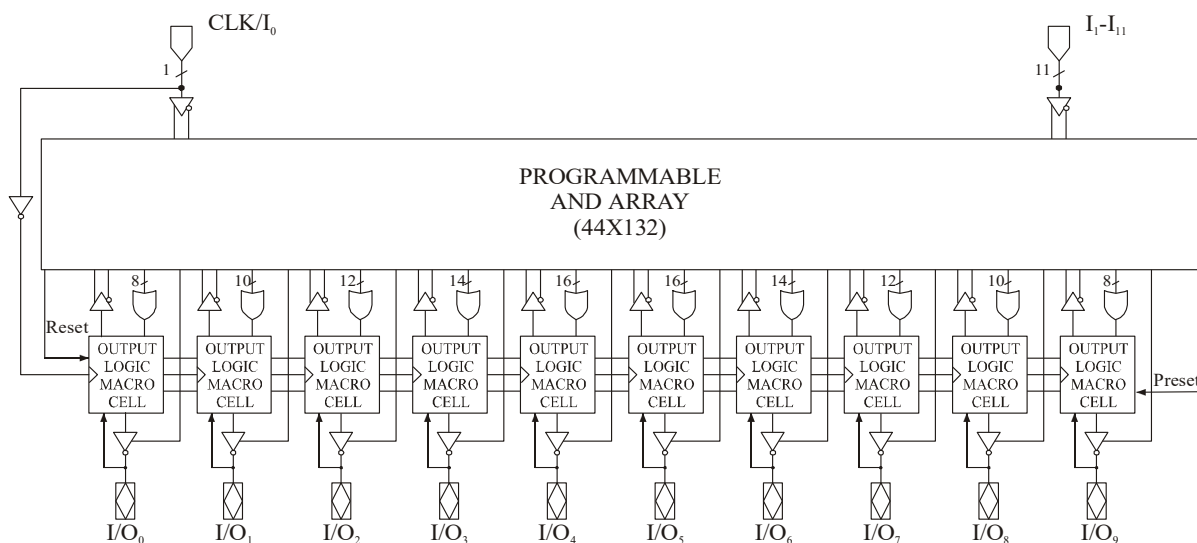 CLK/I₀
I₁-I₁₁
1
11
PROGRAMMABLE
AND ARRAY
(44X132)
8
10
12
14
16
16
14
12
10
8
Reset
OUTPUT
LOGIC
MACRO
CELL
OUTPUT
LOGIC
MACRO
CELL
OUTPUT
LOGIC
MACRO
CELL
OUTPUT
LOGIC
MACRO
CELL
OUTPUT
LOGIC
MACRO
CELL
OUTPUT
LOGIC
MACRO
CELL
OUTPUT
LOGIC
MACRO
CELL
OUTPUT
LOGIC
MACRO
CELL
OUTPUT
LOGIC
MACRO
CELL
OUTPUT
LOGIC
MACRO
CELL
Preset
I/O₀
I/O₁
I/O₂
I/O₃
I/O₄
I/O₅
I/O₆
I/O₇
I/O₈
I/O₉